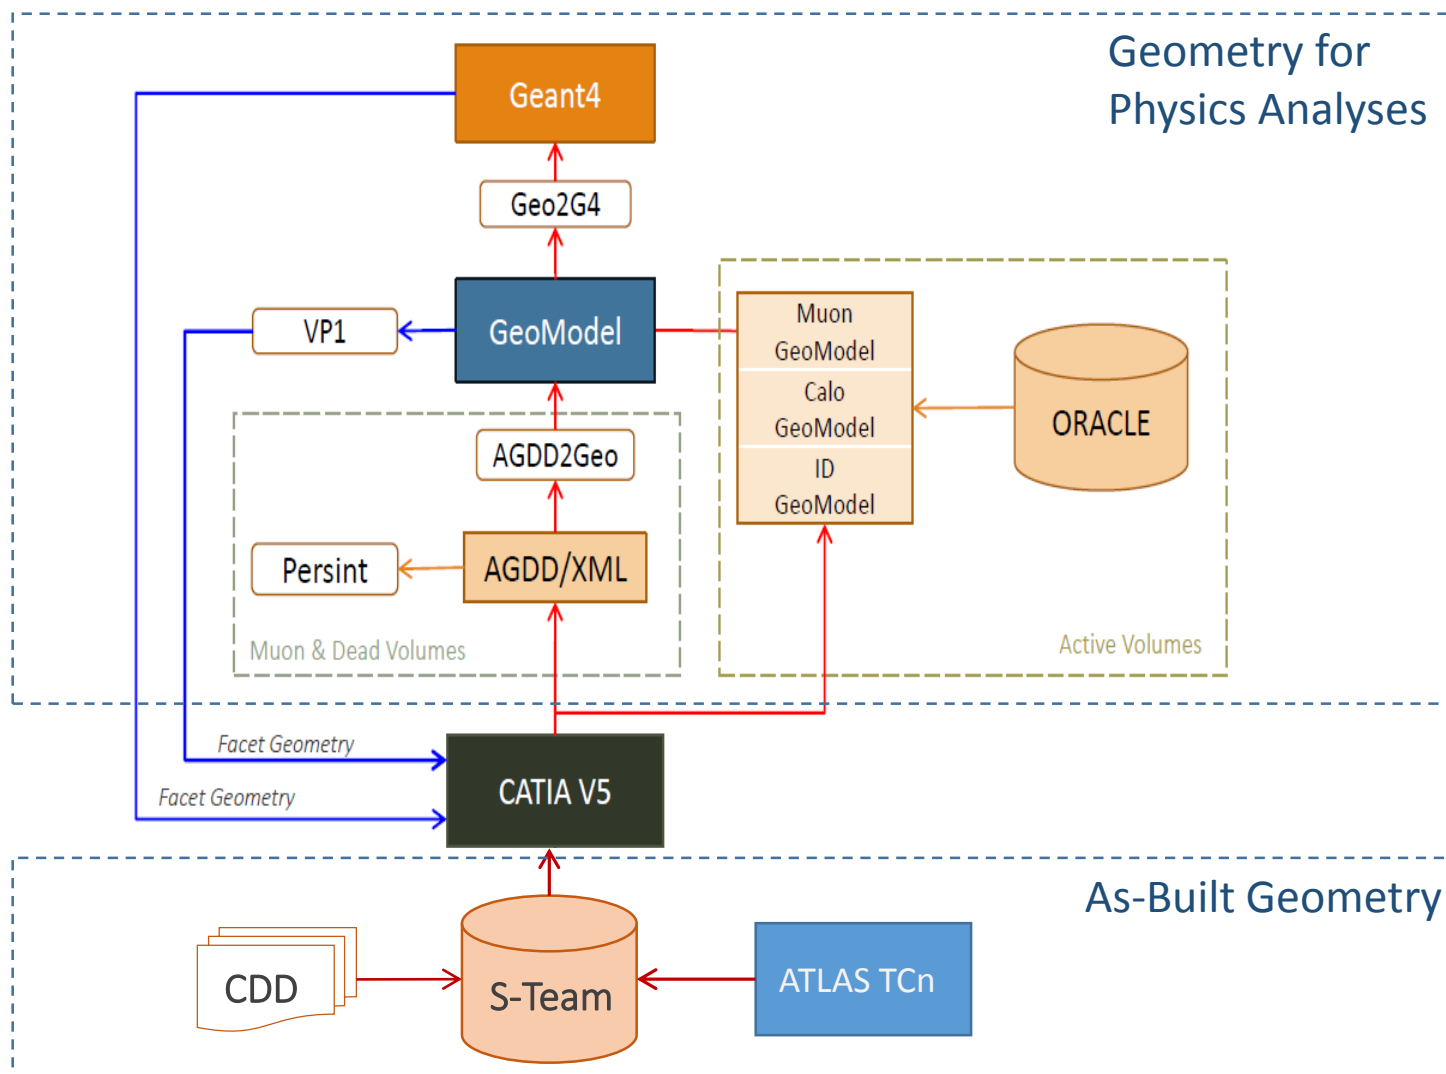 Geometry for
Physics Analyses
Geant4
Geo2G4
VP1
GeoModel
Muon
GeoModel
Calo
GeoModel
ID
GeoModel
ORACLE
AGDD2Geo
Persint
AGDD/XML
Muon & Dead Volumes
Active Volumes
Facet Geometry
Facet Geometry
CATIA V5
As-Built Geometry
CDD
S-Team
ATLAS TCn